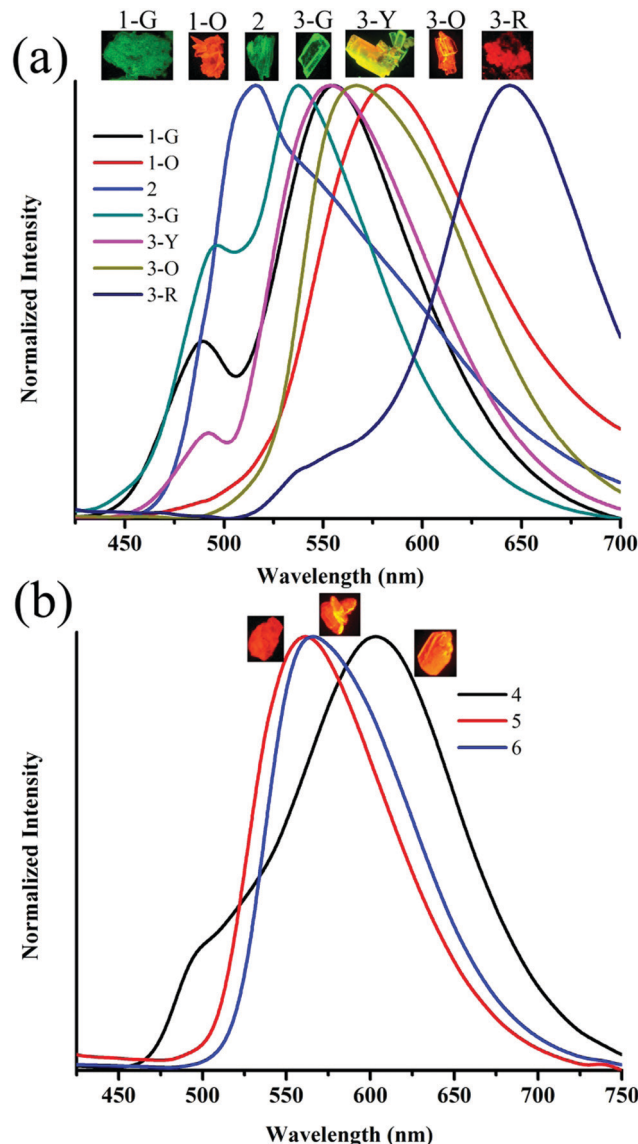 1-G 1-O 2 3-G 3-Y 3-O 3-R
(a)
1-G
1-O
2
3-G
3-Y
3-O
3-R
Normalized Intensity
450 500 550 600 650 700
Wavelength (nm)
(b)
4
5
6
Normalized Intensity
450 500 550 600 650 700 750
Wavelength (nm)